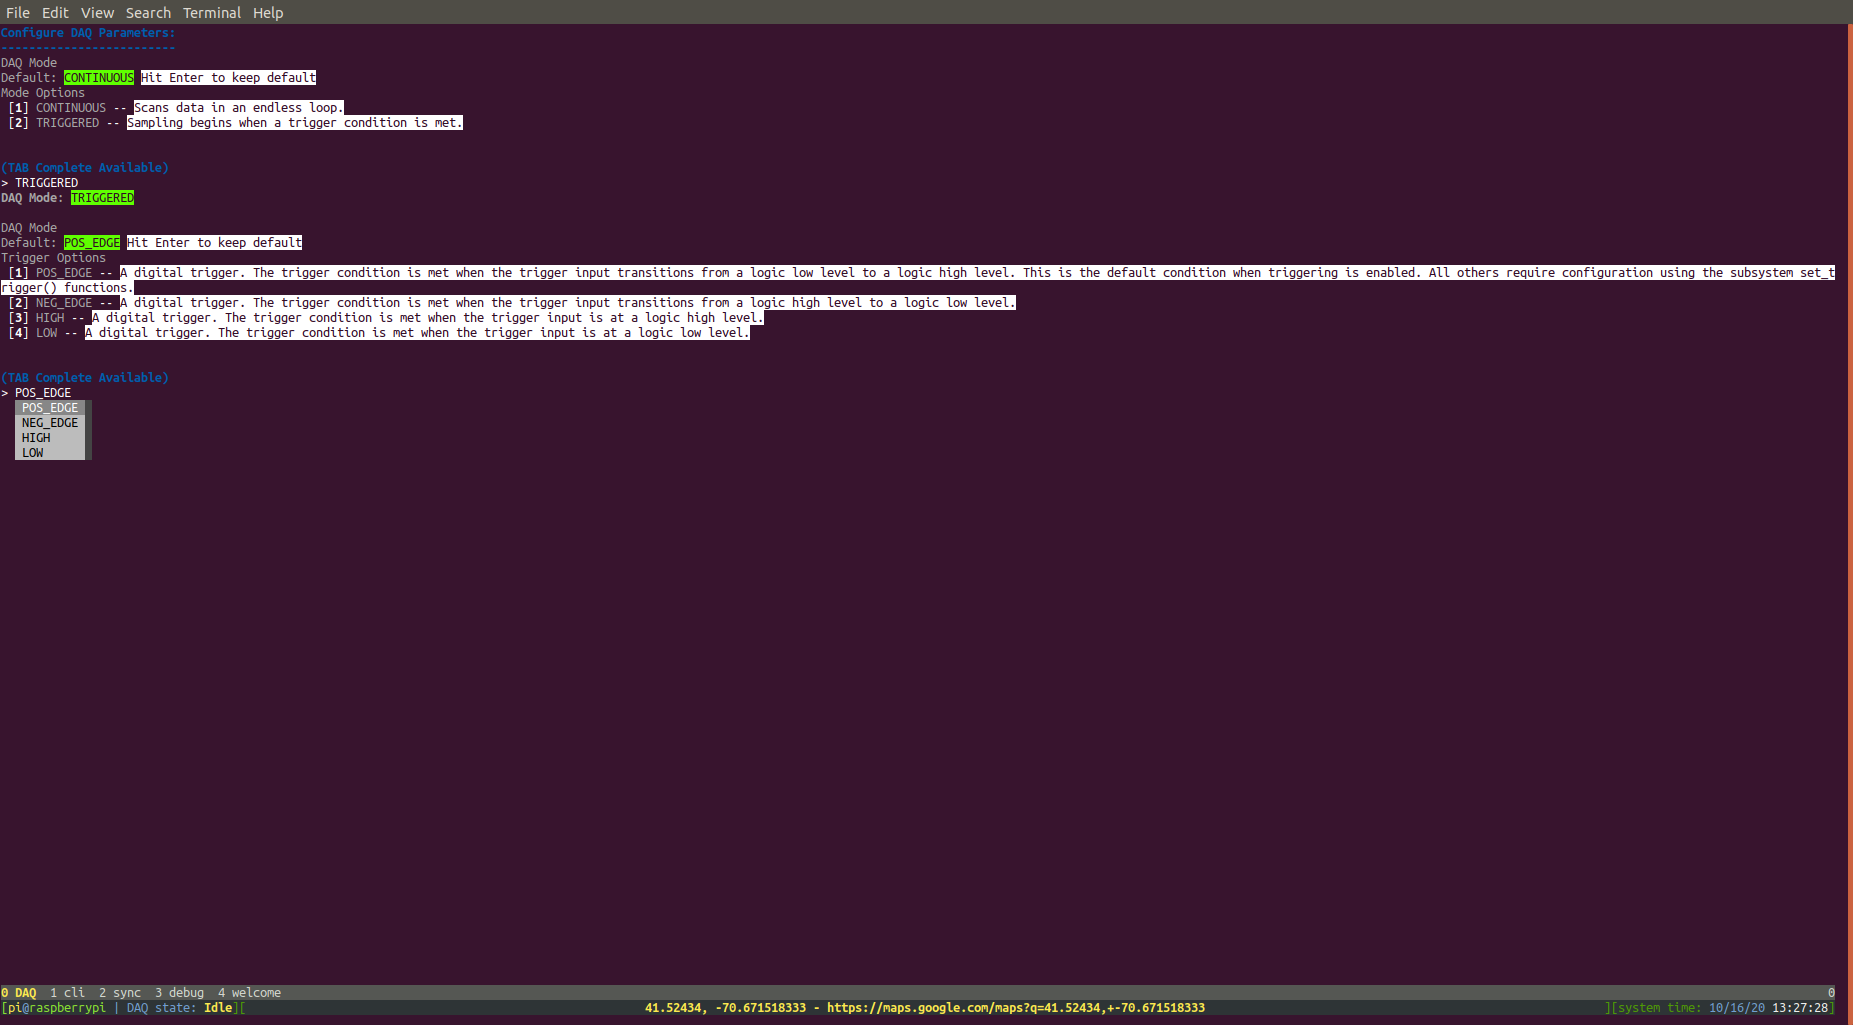 File Edit View Search Terminal Help
Configure DAQ Parameters:
-------------------------
DAQ Mode
Default: CONTINUOUS Hit Enter to keep default
Mode Options
[1] CONTINUOUS -- Scans data in an endless loop.
[2] TRIGGERED -- Sampling begins when a trigger condition is met.
(TAB Complete Available)
> TRIGGERED
DAQ Mode: TRIGGERED
DAQ Mode
Default: POS_EDGE Hit Enter to keep default
Trigger Options
[1] POS_EDGE -- A digital trigger. The trigger condition is met when the trigger input transitions from a logic low level to a logic high level. This is the default condition when triggering is enabled. All others require configuration using the subsystem set_t
rigger() functions.
[2] NEG_EDGE -- A digital trigger. The trigger condition is met when the trigger input transitions from a logic high level to a logic low level.
[3] HIGH -- A digital trigger. The trigger condition is met when the trigger input is at a logic high level.
[4] LOW -- A digital trigger. The trigger condition is met when the trigger input is at a logic low level.
(TAB Complete Available)
> POS_EDGE
POS_EDGE
NEG_EDGE
HIGH
LOW
0 DAQ 1 cli 2 sync 3 debug 4 welcome 0
[pi@raspberrypi | DAQ state: Idle][ 41.52434, -70.671518333 - https://maps.google.com/maps?q=41.52434,+-70.671518333 ][system time: 10/16/20 13:27:28]